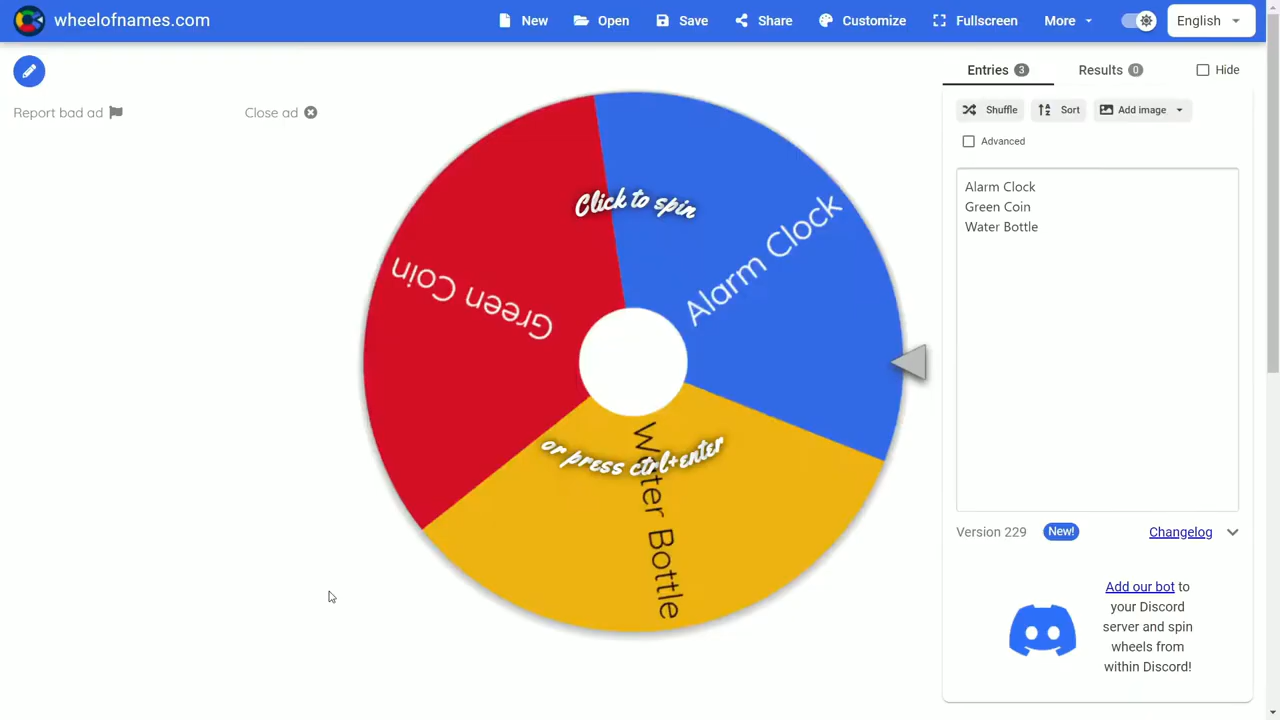 wheelofnames.com
New
Open
Save
Share
Customize
Fullscreen
More
English
Report bad ad
Close ad
Entries 3
Results 0
Hide
Shuffle
Sort
Add image
Advanced
Alarm Clock
Green Coin
Water Bottle
Click to spin
Alarm Clock
Green Coin
or press ctrl+enter
Water Bottle
Version 229
New!
Changelog
Add our bot to
your Discord
server and spin
wheels from
within Discord!